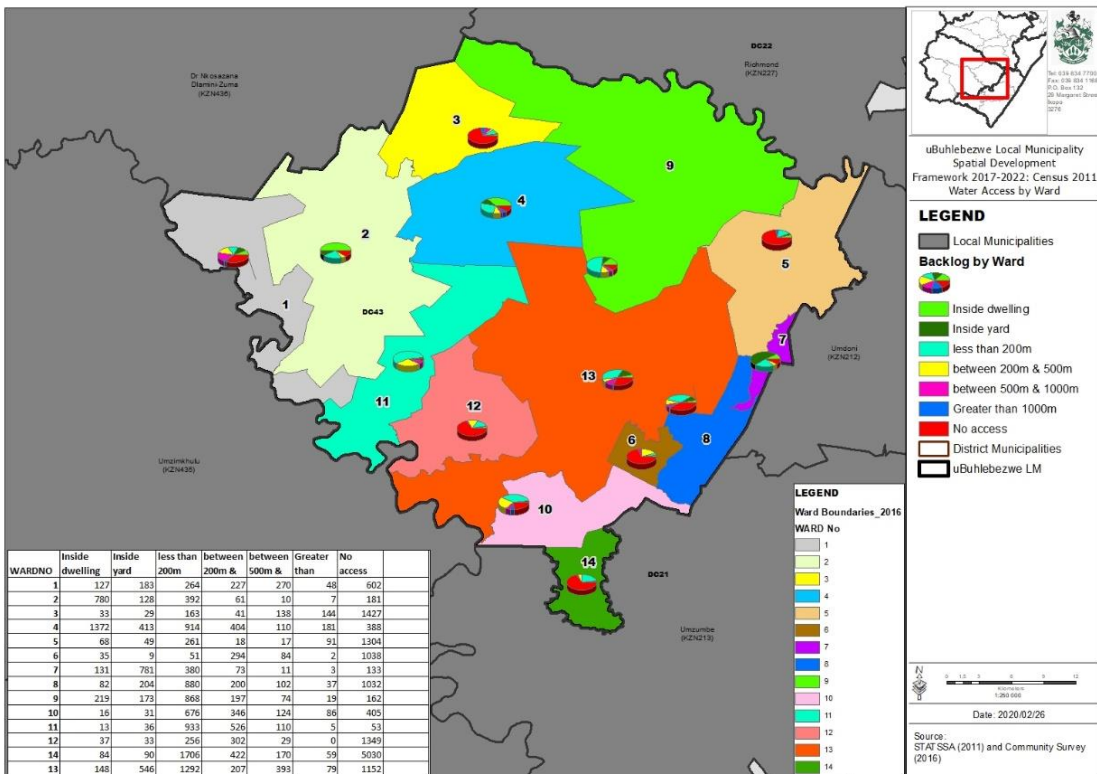 DC22
Richmond
(KZN227)
Dr Nkosazana
Dlamini-Zuma
(KZN436)
3
9
4
2
5
1
DC43
7
Umdoni
(KZN212)
13
11
12
6
8
Umzimkhulu
(KZN435)
10
14
DC21
Umzumbe
(KZN213)
WARDNO Inside dwelling Inside yard less than 200m between 200m & between 500m & Greater than No access
1 127 183 264 227 270 48 602
2 780 128 392 61 10 7 181
3 33 29 163 41 138 144 1427
4 1372 413 914 404 110 181 388
5 68 49 261 18 17 91 1304
6 35 9 51 294 84 2 1038
7 131 781 380 73 11 3 133
8 82 204 880 200 102 37 1032
9 219 173 868 197 74 19 162
10 16 31 676 346 124 86 405
11 13 36 933 526 110 5 53
12 37 33 256 302 29 0 1349
14 84 90 1706 422 170 59 5030
13 148 546 1292 207 393 79 1152
LEGEND
Ward Boundaries_2016
WARD No
1
2
3
4
5
6
7
8
9
10
11
12
13
14
P.O. Box 132
3276
uBuhlebezwe Local Municipality
Spatial Development
Framework 2017-2022: Census 2011
Water Access by Ward
LEGEND
Local Municipalities
Backlog by Ward
Inside dwelling
Inside yard
less than 200m
between 200m & 500m
between 500m & 1000m
Greater than 1000m
No access
District Municipalities
uBuhlebezwe LM
N
Kilometers
1:250 000
Date: 2020/02/26
Source:
STATSSA (2011) and Community Survey
(2016)